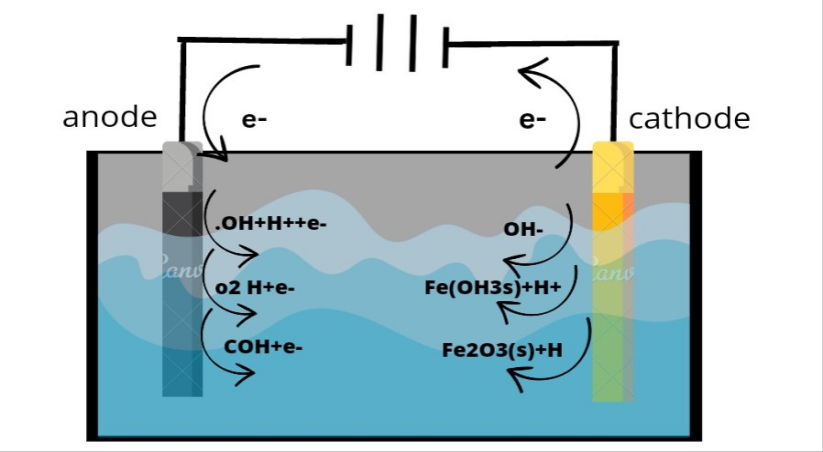 anode
e-
e-
cathode
.OH+H++e-
OH-
o2 H+e-
Fe(OH3s)+H+
COH+e-
Fe2O3(s)+H